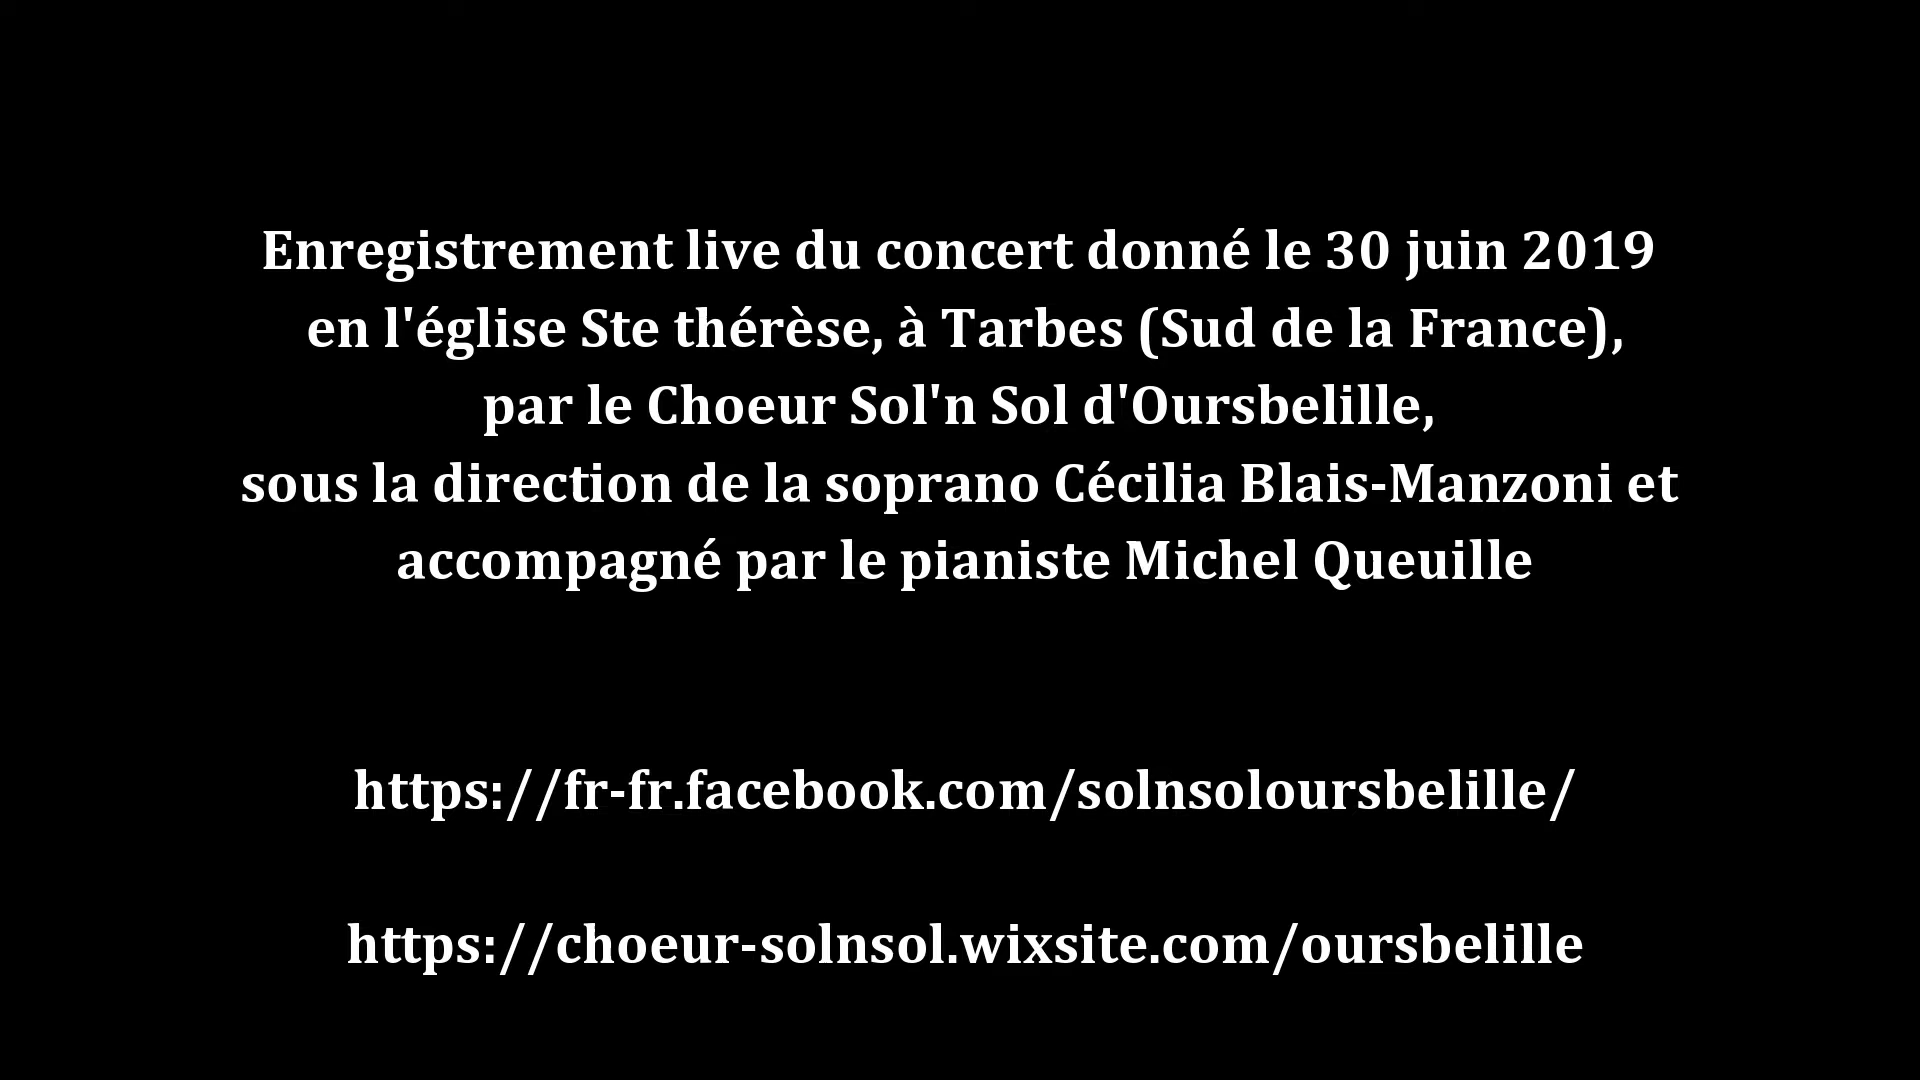 Enregistrement live du concert donné le 30 juin 2019
en l'église Ste thérèse, à Tarbes (Sud de la France),
par le Choeur Sol'n Sol d'Oursbelille,
sous la direction de la soprano Cécilia Blais-Manzoni et
accompagné par le pianiste Michel Queuille
https://fr-fr.facebook.com/solnsoloursbelille/
https://choeur-solnsol.wixsite.com/oursbelille